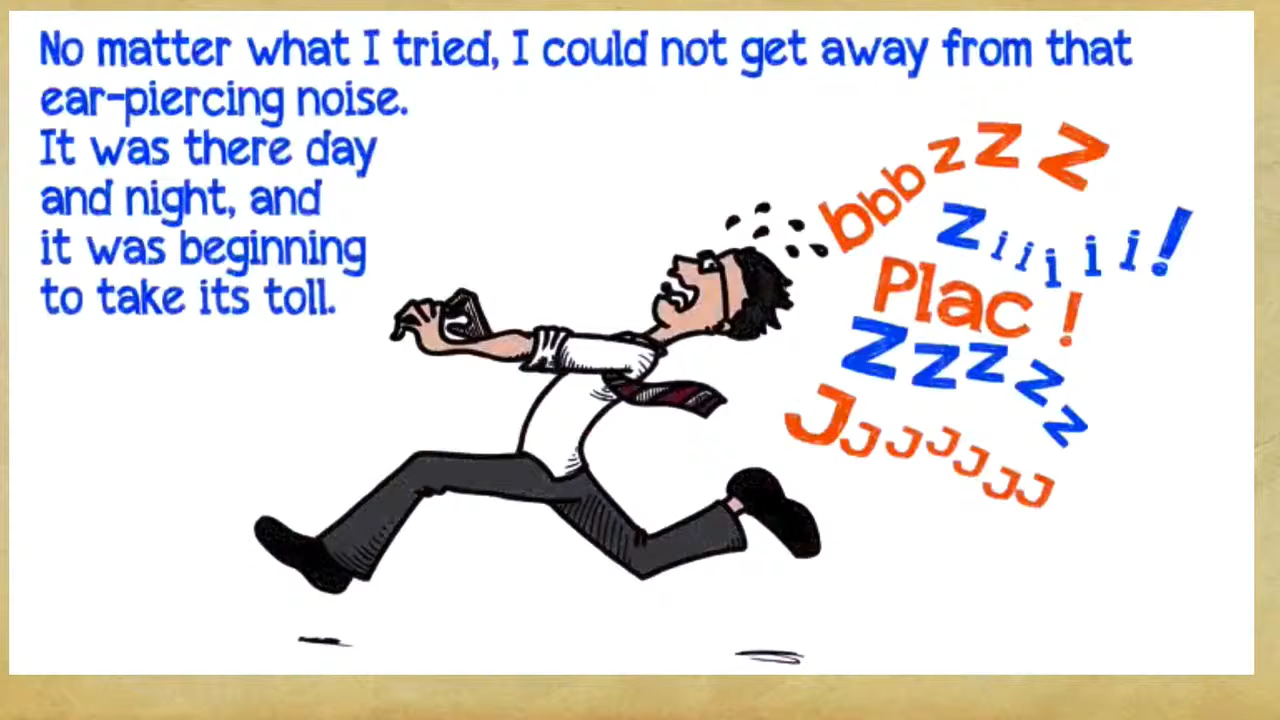 No matter what I tried, I could not get away from that
ear-piercing noise.
It was there day
and night, and
it was beginning
to take its toll.
bbbzzz
Ziiiii!
Plac!
Zzzzz
Jjjjjjj